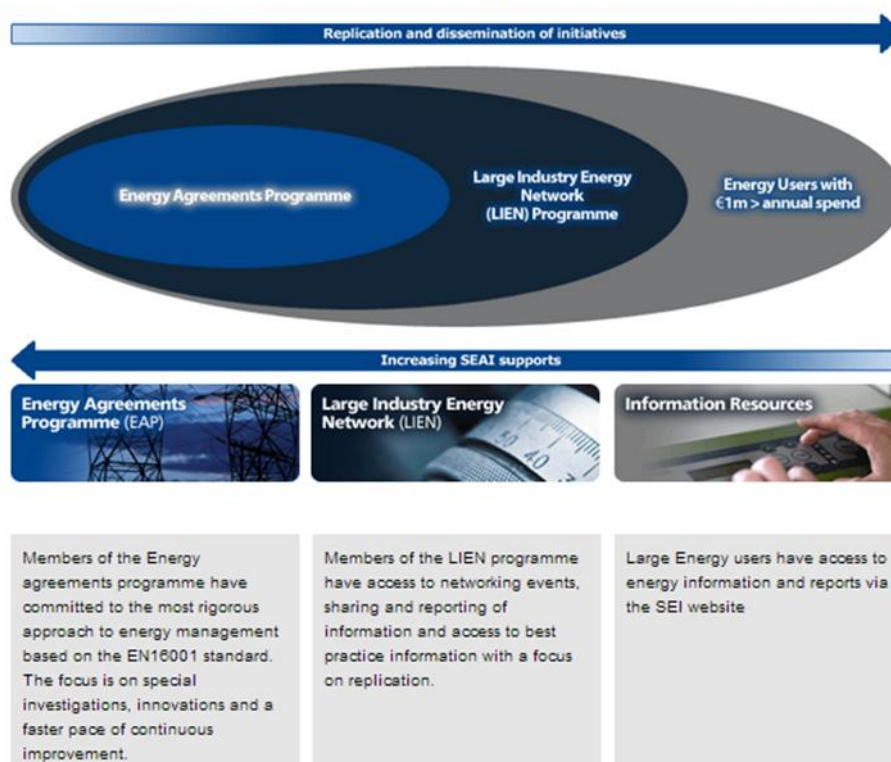 Replication and dissemination of initiatives
Energy Agreements Programme
Large Industry Energy
Network
(LIEN) Programme
Energy Users with
€1m > annual spend
Increasing SEAI supports
Energy Agreements
Programme (EAP)
Large Industry Energy
Network (LIEN)
50 40
Information Resources
Members of the Energy
agreements programme have
committed to the most rigorous
approach to energy management
based on the EN16001 standard.
The focus is on special
investigations, innovations and a
faster pace of continuous
improvement.
Members of the LIEN programme
have access to networking events,
sharing and reporting of
information and access to best
practice information with a focus
on replication.
Large Energy users have access to
energy information and reports via
the SEI website